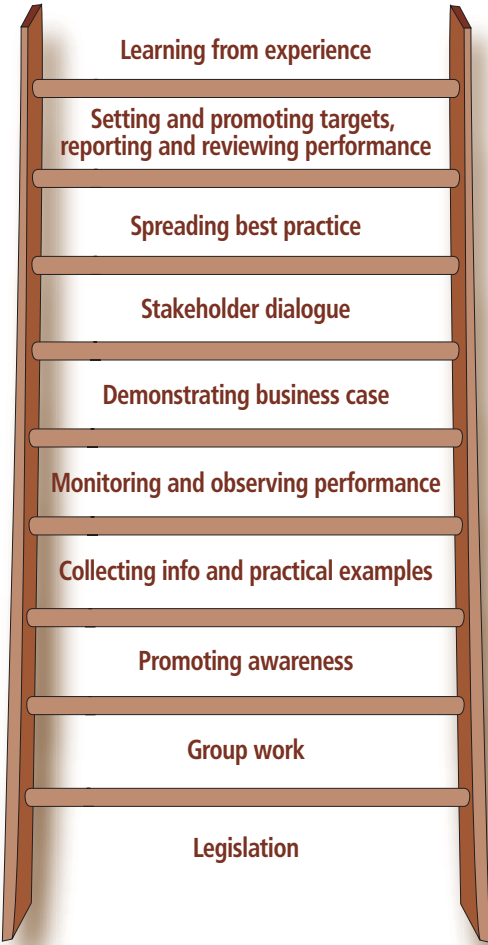 Learning from experience
Setting and promoting targets,
reporting and reviewing performance
Spreading best practice
Stakeholder dialogue
Demonstrating business case
Monitoring and observing performance
Collecting info and practical examples
Promoting awareness
Group work
Legislation